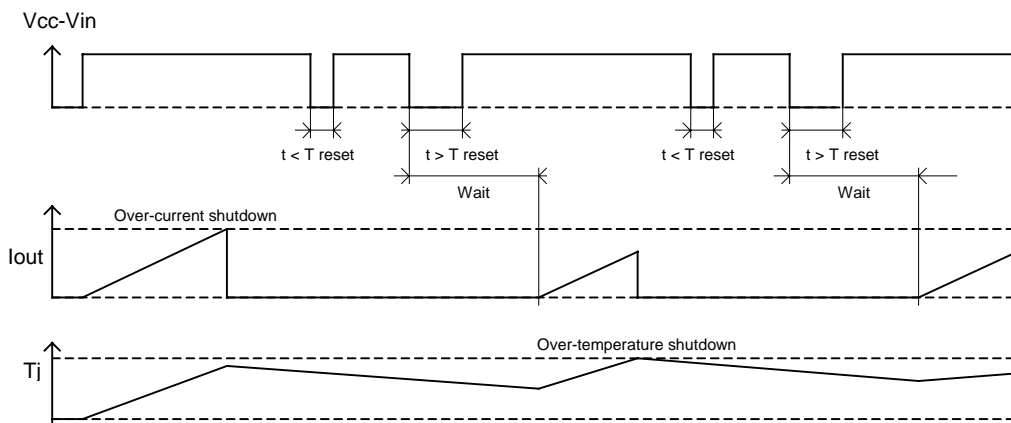 Vcc-Vin
t < T reset
t > T reset
t < T reset
t > T reset
Wait
Wait
Over-current shutdown
Iout
Over-temperature shutdown
Tj